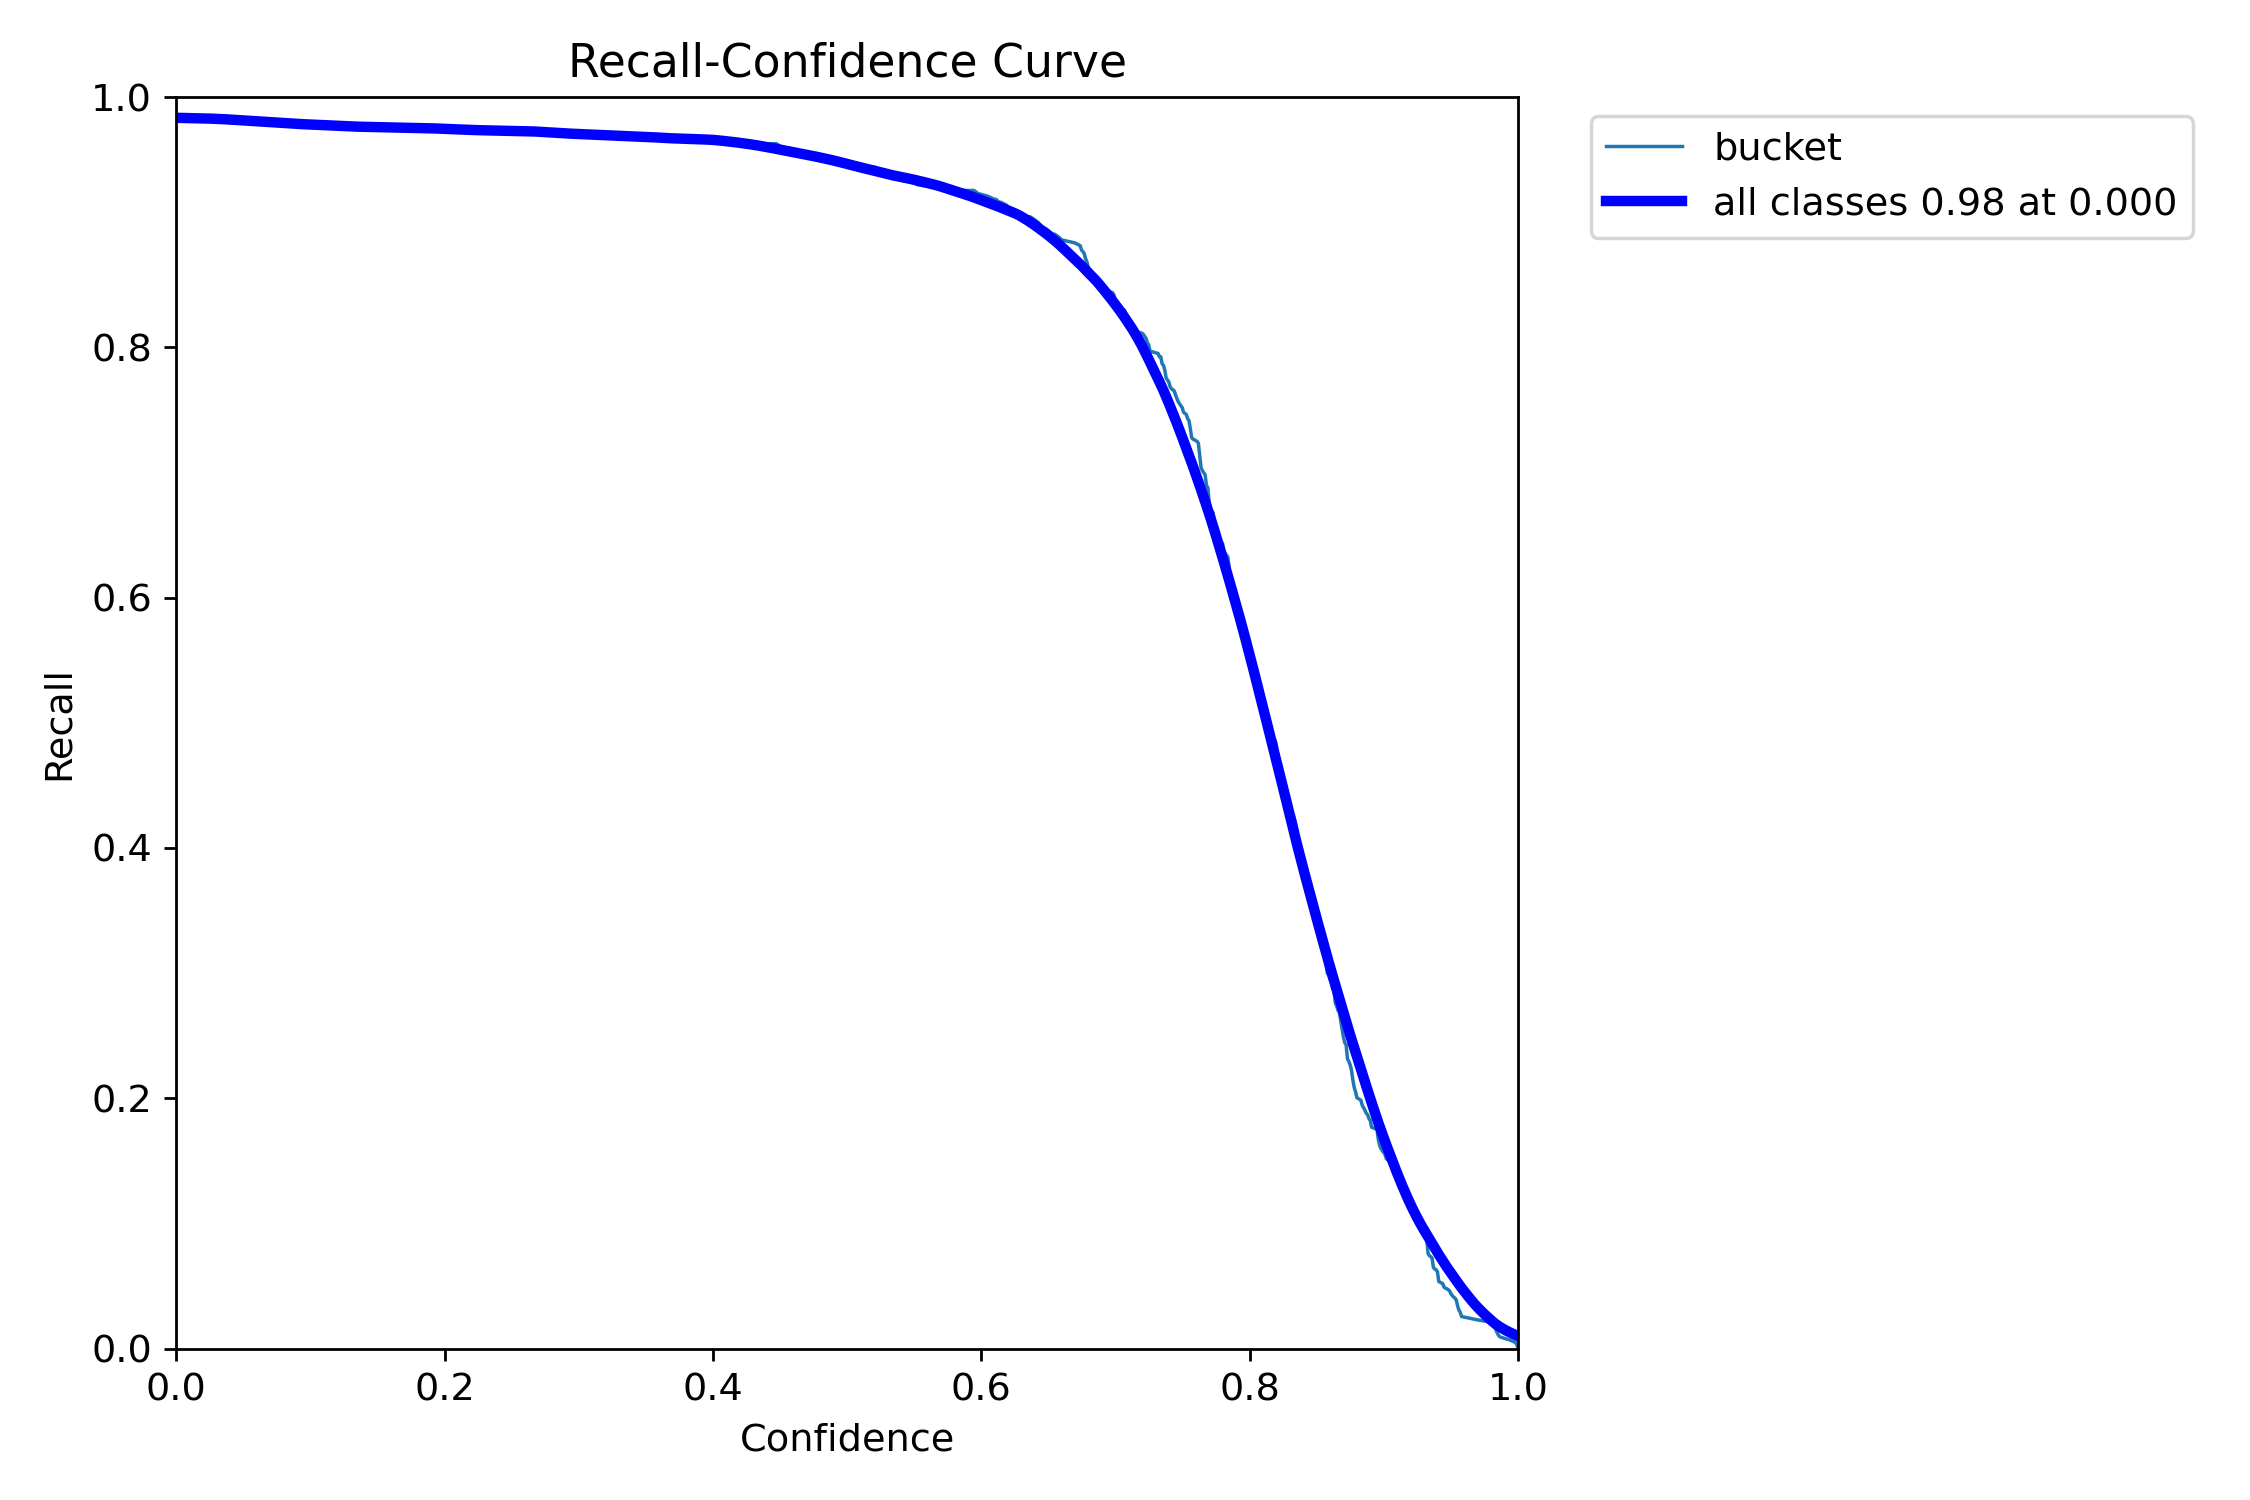 Recall-Confidence Curve
bucket
all classes 0.98 at 0.000
1.0
0.8
0.6
0.4
0.2
0.0
Recall
0.0 0.2 0.4 0.6 0.8 1.0
Confidence